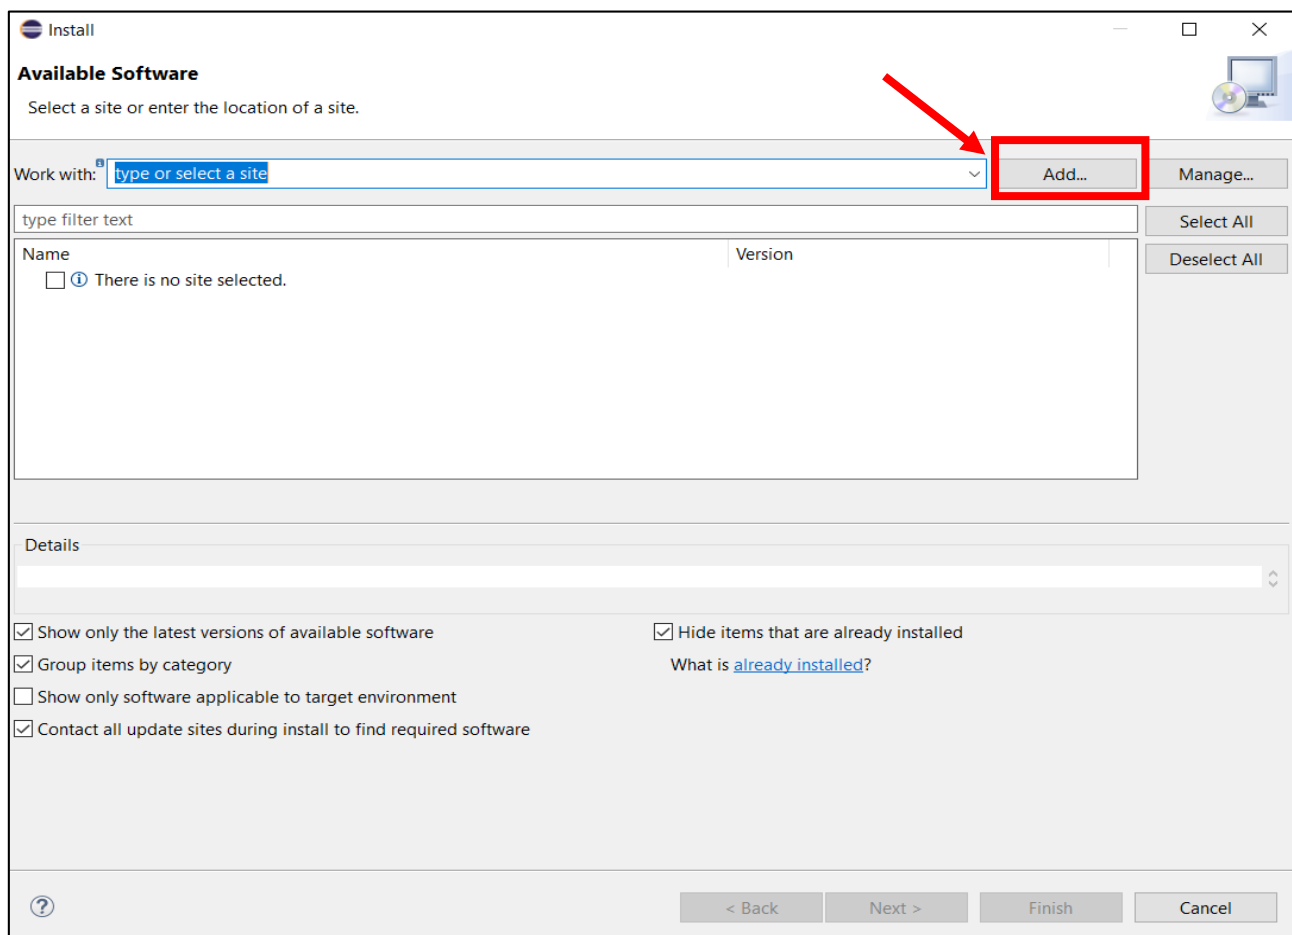 Install
Available Software
Select a site or enter the location of a site.
Work with: type or select a site Add... Manage...
type filter text Select All
Name Version Deselect All
There is no site selected.
Details
Show only the latest versions of available software Hide items that are already installed
Group items by category What is already installed?
Show only software applicable to target environment
Contact all update sites during install to find required software
? < Back Next > Finish Cancel